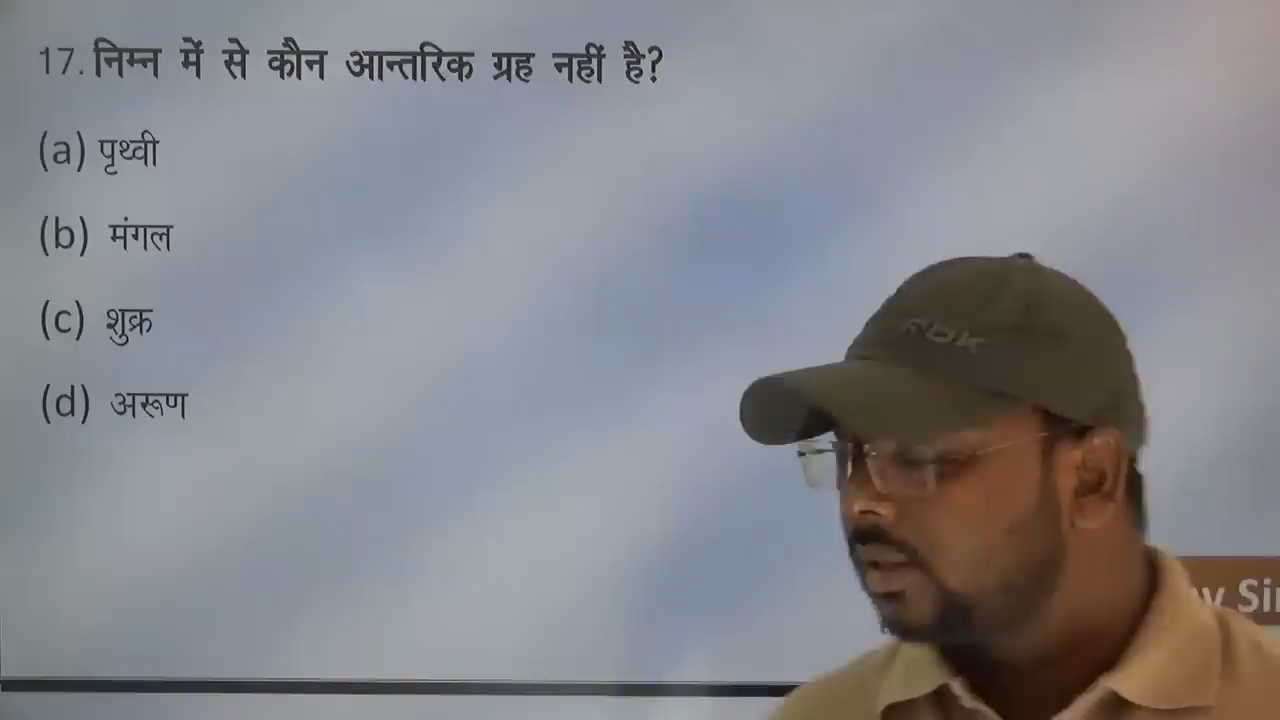 17. निम्न में से कौन आन्तरिक ग्रह नहीं है?
(a) पृथ्वी
(b) मंगल
(c) शुक्र
(d) अरूण